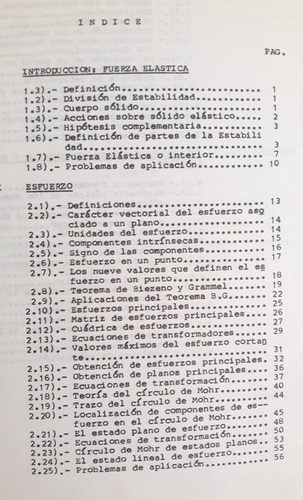 I N D I C E
PAG.
INTRODUCCION: FUERZA ELASTICA
1.3).- Definición 1
1.2).- División de Estabilidad 1
1.3).- Cuerpo sólido 1
1.4).- Acciones sobre sólido elástico 2
1.5).- Hipótesis complementaria 3
1.6).- Definición de partes de la Estabili
dad 3
1.7).- Fuerza Elástica o interior 7
1.8).- Problemas de aplicación 10
ESFUERZO
2.1).- Definiciones 13
2.2).- Carácter vectorial del esfuerzo aso
ciado a un plano 14
2.3).- Unidades del esfuerzo 14
2.4).- Componentes intrínsecas 14
2.5).- Signo de las componentes 16
2.6).- Esfuerzo en un punto 17
2.7).- Los nueve valores que definen el es
fuerzo en un punto 18
2.8).- Teorema de Biezeno y Grammel 19
2.9).- Aplicaciones del Teorema B.G. 22
2.10).- Esfuerzos principales 25
2.11).- Matriz de esfuerzos principales 26
2.12).- Cuádrica de esfuerzos 27
2.13).- Ecuaciones de transformadores 29
2.14).- Valores máximos del esfuerzo cortan
te 31
2.15).- Obtención de esfuerzos principales 32
2.16).- Obtención de planos principales 36
2.17).- Ecuaciones de transformación 37
2.18).- Teoría del círculo de Mohr 40
2.19).- Trazo del círculo de Mohr 44
2.20).- Localización de componentes de es--
fuerzo en el círculo de Mohr 45
2.21).- El estado plano de esfuerzo 48
2.22).- Ecuaciones de transformación 50
2.23).- Círculo de Mohr de estados planos 53
2.24).- El estado lineal de esfuerzo 55
2.25).- Problemas de aplicación 56